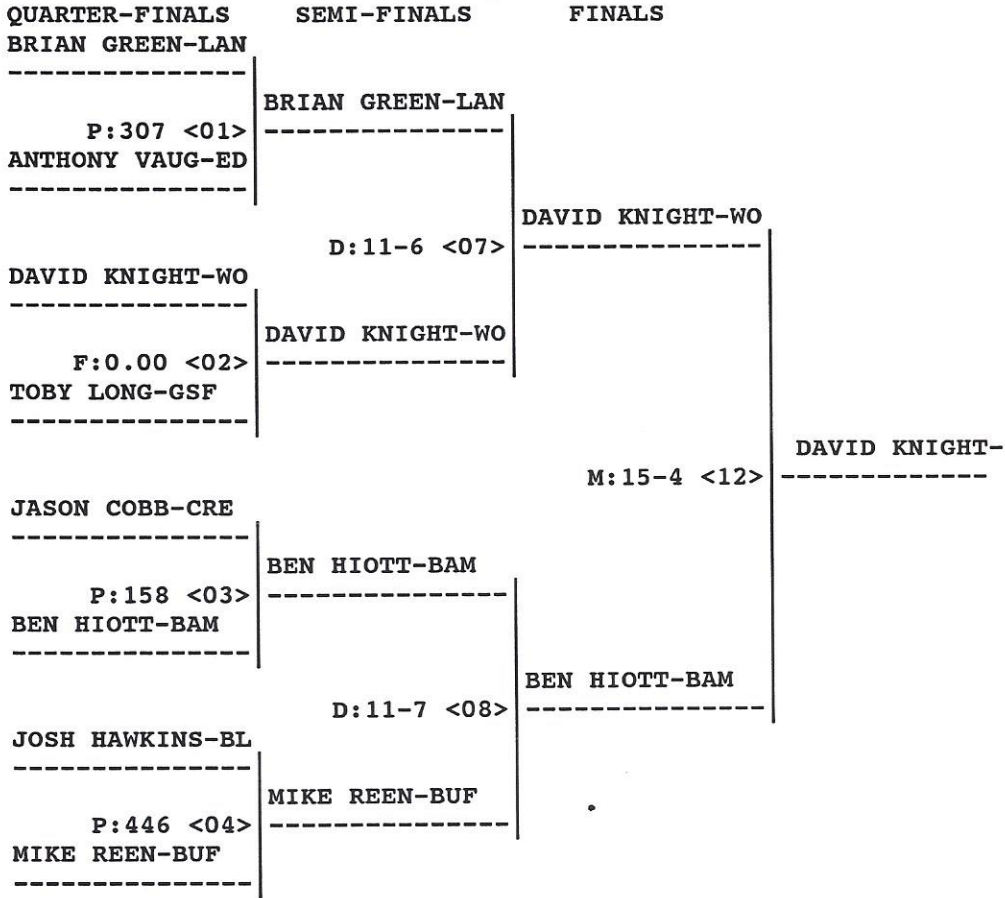 QUARTER-FINALS SEMI-FINALS FINALS
BRIAN GREEN-LAN
BRIAN GREEN-LAN
P:307 <01>
ANTHONY VAUG-ED
DAVID KNIGHT-WO
D:11-6 <07>
DAVID KNIGHT-WO
DAVID KNIGHT-WO
F:0.00 <02>
TOBY LONG-GSF
DAVID KNIGHT-
M:15-4 <12>
JASON COBB-CRE
BEN HIOTT-BAM
P:158 <03>
BEN HIOTT-BAM
BEN HIOTT-BAM
D:11-7 <08>
JOSH HAWKINS-BL
MIKE REEN-BUF
P:446 <04>
MIKE REEN-BUF